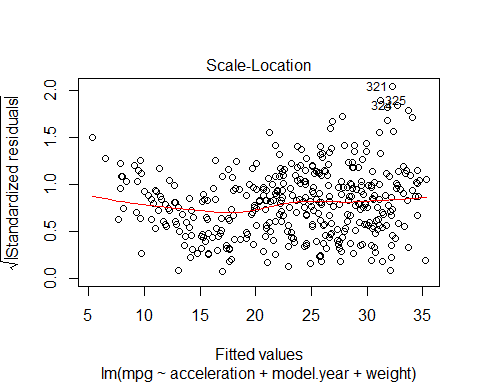 Scale-Location
√|Standardized residuals|
2.0
1.5
1.0
0.5
0.0
321
325
324
5 10 15 20 25 30 35
Fitted values
lm(mpg ~ acceleration + model.year + weight)